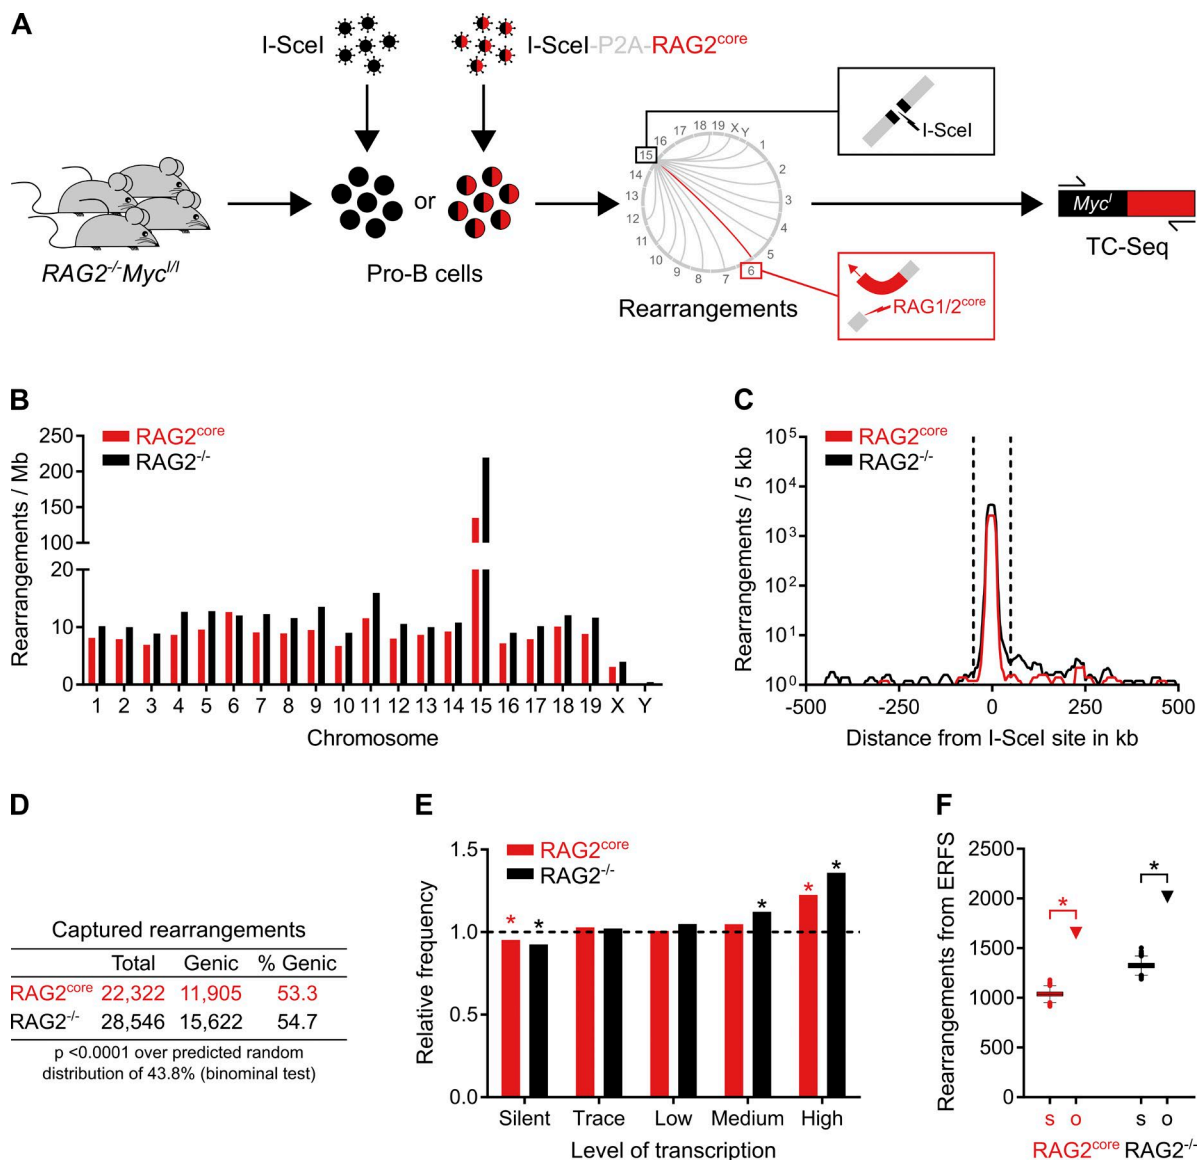 A
I-SceI
I-SceI-P2A-RAG2core
RAG2-/-MycI/I
or
Pro-B cells
1
2
3
4
5
6
7
8
9
10
11
12
13
14
15
16
17
18
19
X
Y
Rearrangements
I-SceI
RAG1/2core
MycI
TC-Seq
B
RAG2core
RAG2-/-
Rearrangements / Mb
250
200
150
100
20
10
0
1 2 3 4 5 6 7 8 9 10 11 12 13 14 15 16 17 18 19 X Y
Chromosome
C
RAG2core
RAG2-/-
Rearrangements / 5 kb
105
104
103
102
101
100
-500 -250 0 250 500
Distance from I-SceI site in kb
D
Captured rearrangements
Total Genic % Genic
RAG2core 22,322 11,905 53.3
RAG2-/- 28,546 15,622 54.7
p <0.0001 over predicted random
distribution of 43.8% (binominal test)
E
RAG2core
RAG2-/-
Relative frequency
1.5
1.0
0.5
0.0
* * * * *
Silent Trace Low Medium High
Level of transcription
F
Rearrangements from ERFS
2500
2000
1500
1000
500
0
* *
s o s o
RAG2core RAG2-/-